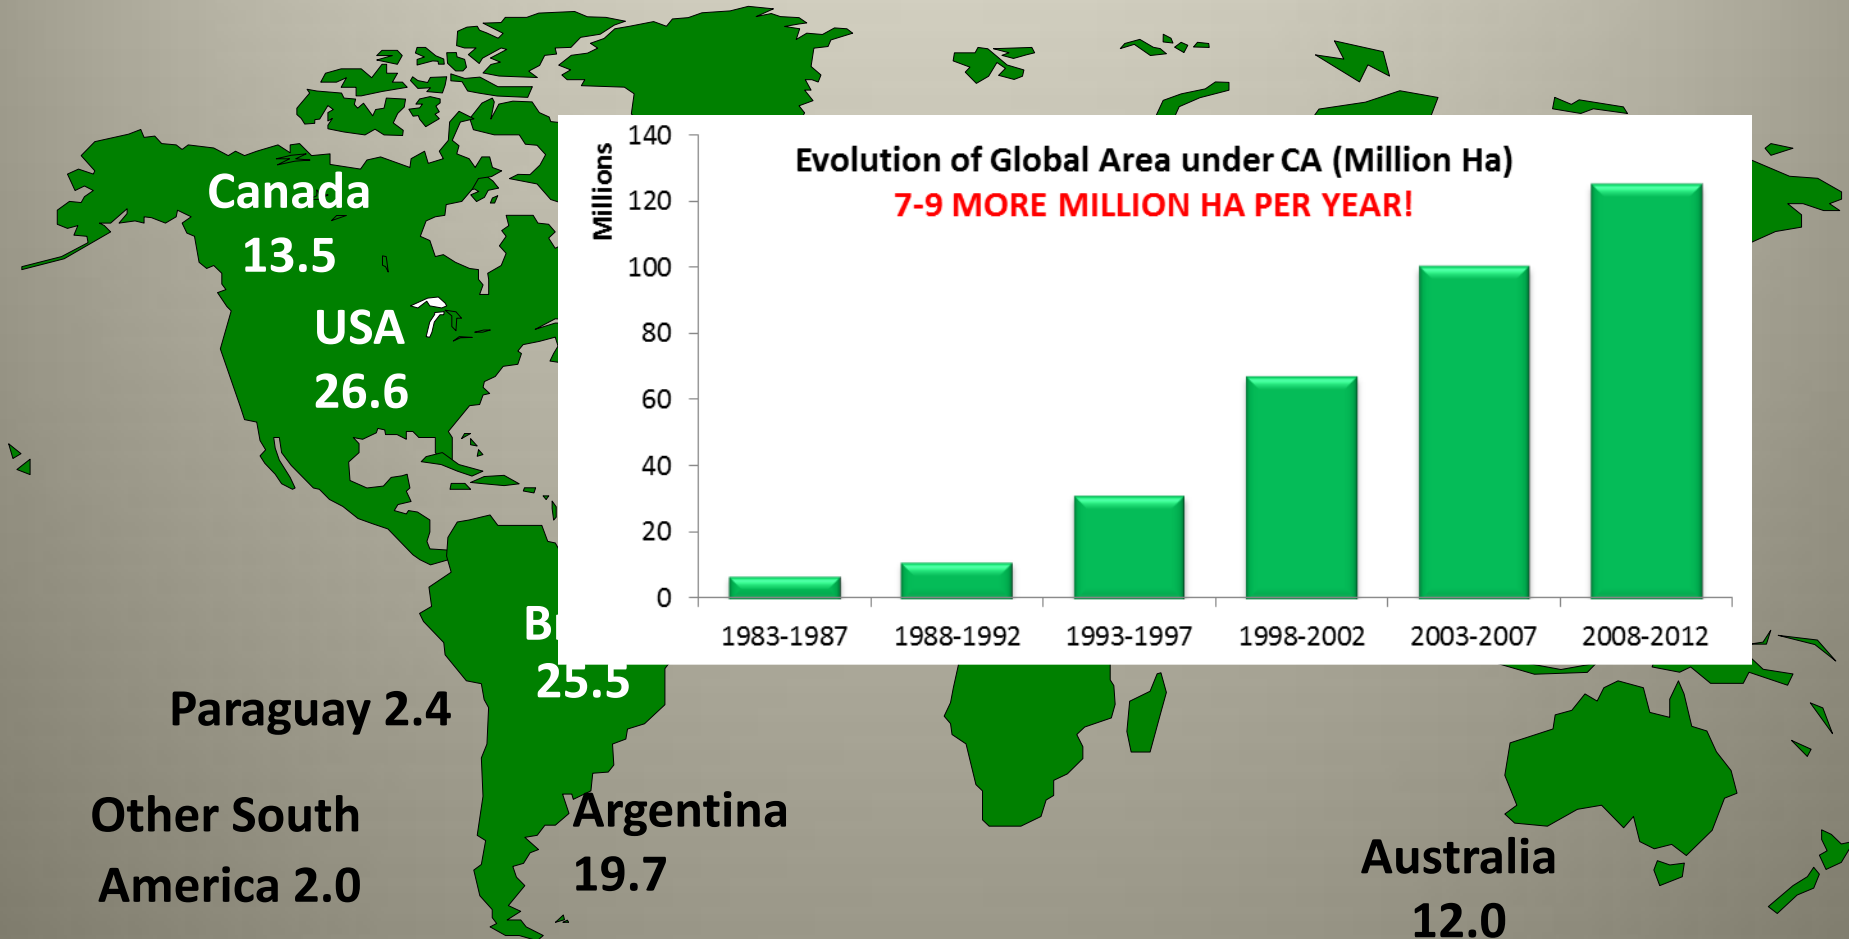 Canada
13.5
USA
26.6
25.5
Paraguay 2.4
Other South
America 2.0
Argentina
19.7
Australia
12.0
Evolution of Global Area under CA (Million Ha)
7-9 MORE MILLION HA PER YEAR!
Millions
140
120
100
80
60
40
20
0
1983-1987
1988-1992
1993-1997
1998-2002
2003-2007
2008-2012